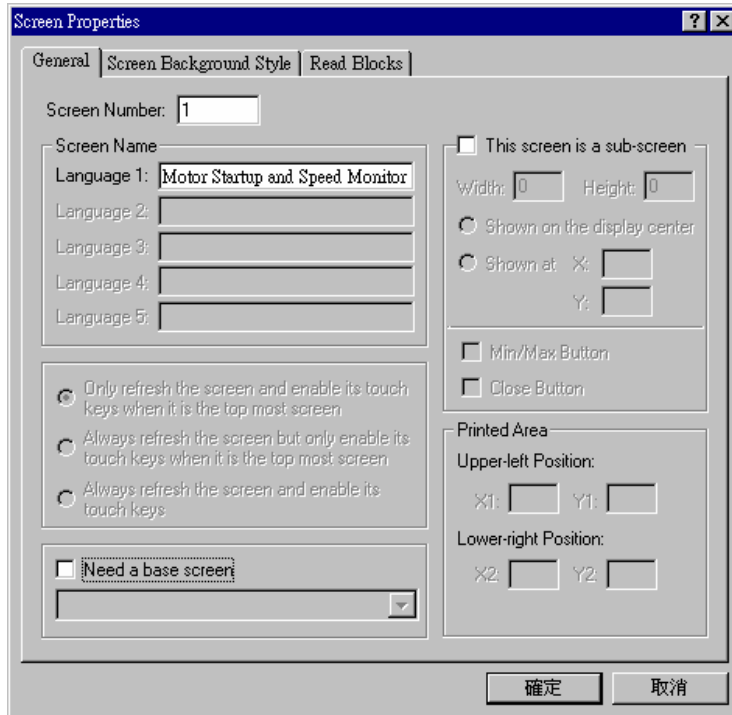 Screen Properties
General
Screen Background Style
Read Blocks
Screen Number: 1
Screen Name
Language 1: Motor Startup and Speed Monitor
Language 2:
Language 3:
Language 4:
Language 5:
Only refresh the screen and enable its touch
keys when it is the top most screen
Always refresh the screen but only enable its
touch keys when it is the top most screen
Always refresh the screen and enable its
touch keys
Need a base screen
This screen is a sub-screen
Width: 0 Height: 0
Shown on the display center
Shown at X:
Y:
Min/Max Button
Close Button
Printed Area
Upper-left Position:
X1: Y1:
Lower-right Position:
X2: Y2:
確定
取消